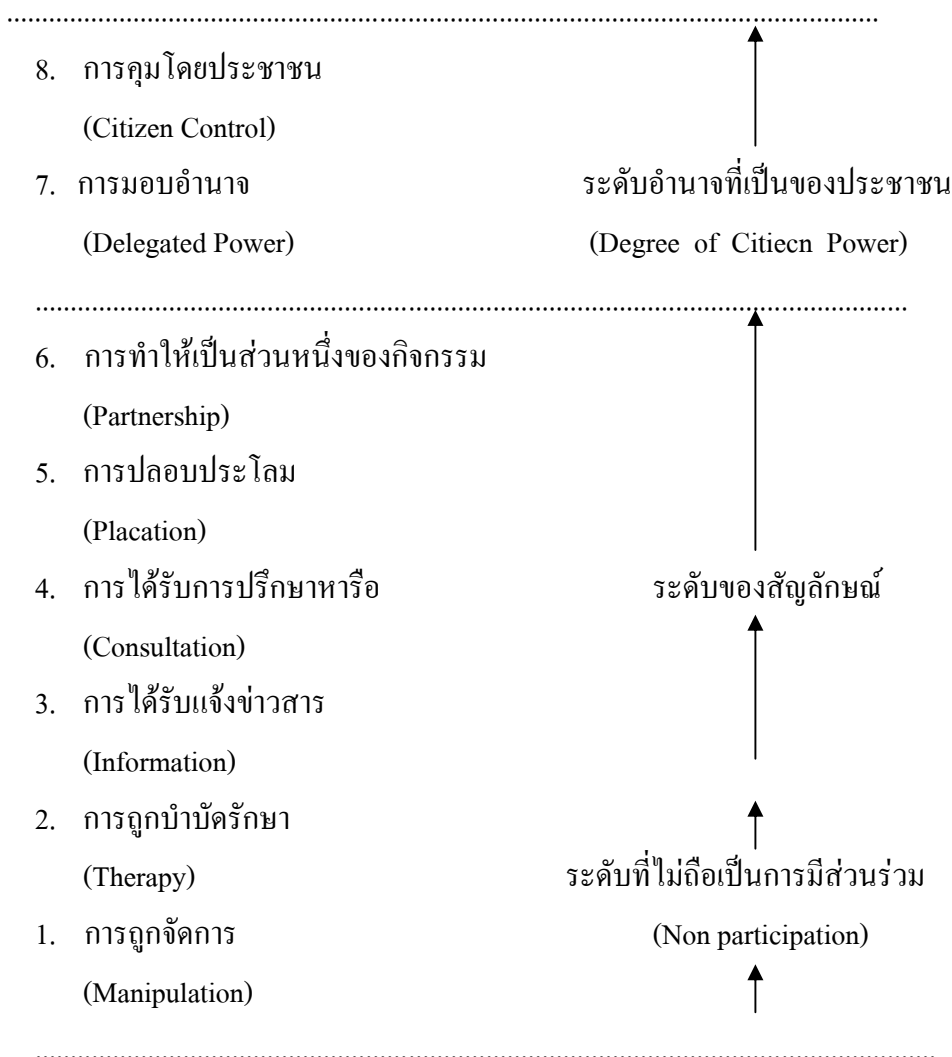 8. การคุมโดยประชาชน
(Citizen Control)
7. การมอบอำนาจ ระดับอำนาจที่เป็นของประชาชน
(Delegated Power) (Degree of Citiecn Power)
6. การทำให้เป็นส่วนหนึ่งของกิจกรรม
(Partnership)
5. การปลอบประโลม
(Placation)
4. การได้รับการปรึกษาหารือ ระดับของสัญลักษณ์
(Consultation)
3. การได้รับแจ้งข่าวสาร
(Information)
2. การถูกบำบัดรักษา
(Therapy) ระดับที่ไม่ถือเป็นการมีส่วนร่วม
1. การถูกจัดการ (Non participation)
(Manipulation)